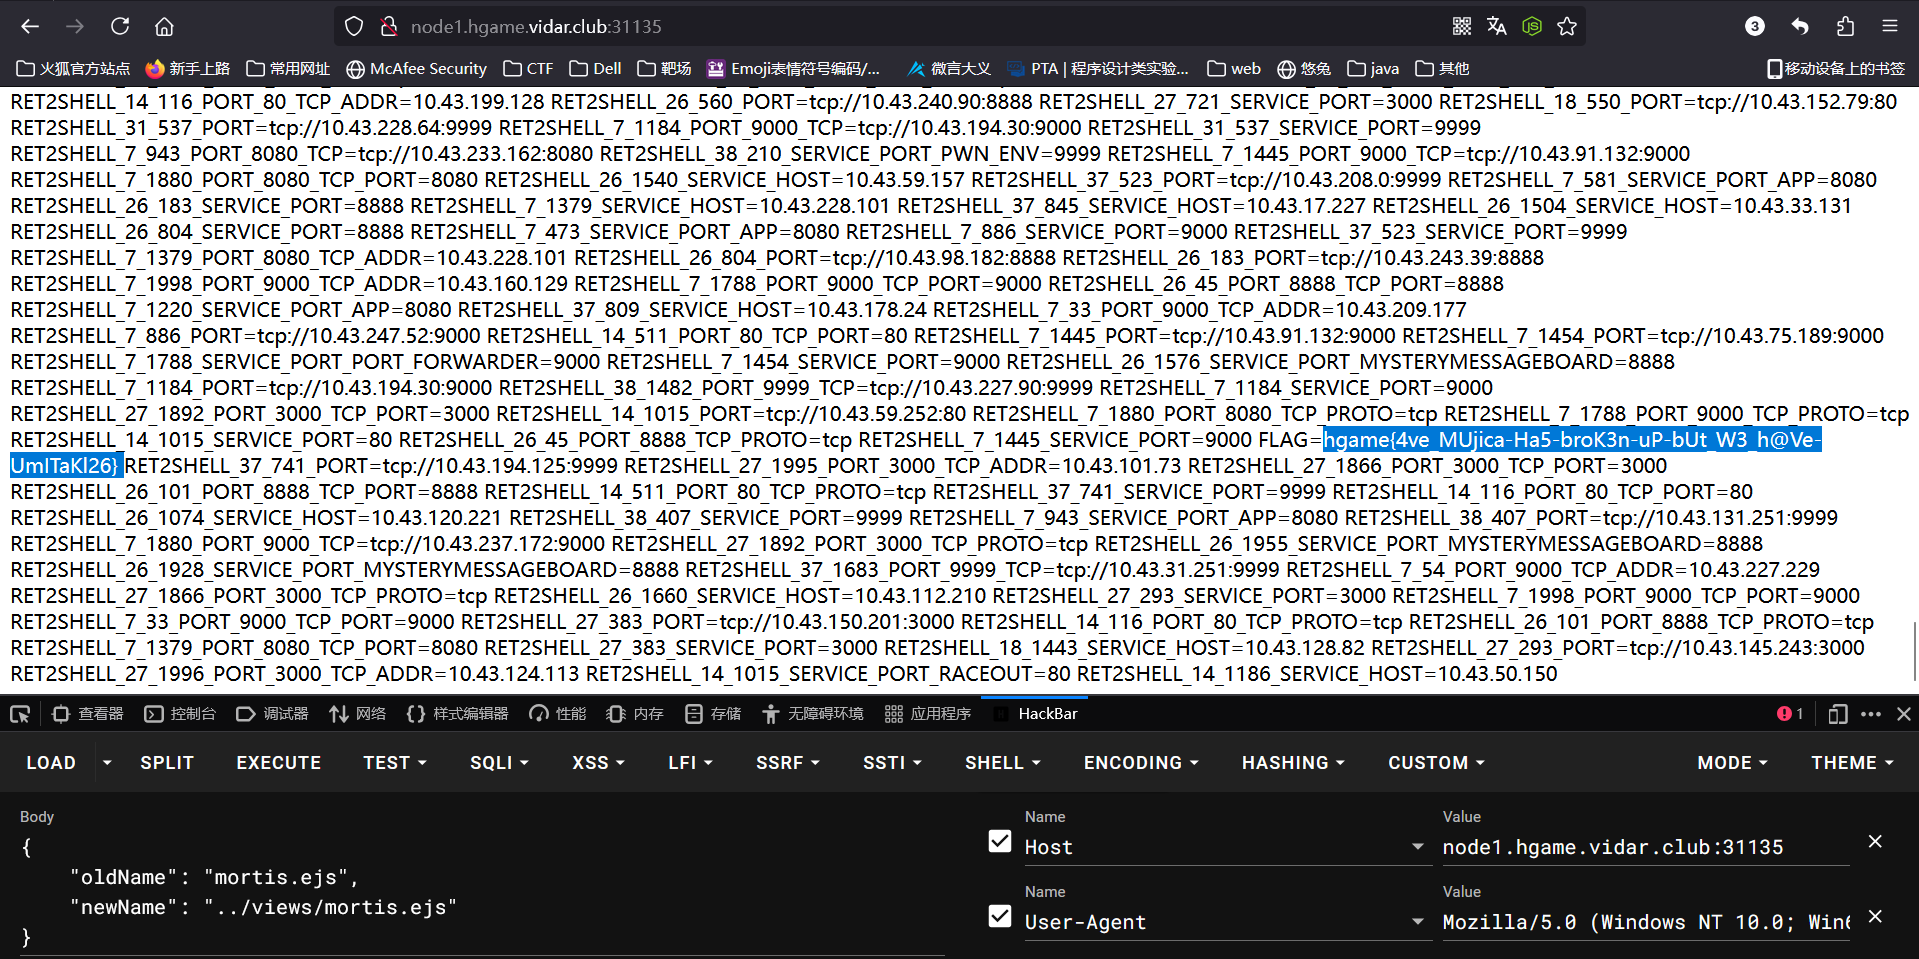 node1.hgame.vidar.club:31135
3
火狐官方站点 新手上路 常用网址 McAfee Security CTF Dell 靶场 Emoji表情符号编码/... 微言大义 PTA | 程序设计类实验... web 悠兔 java 其他 移动设备上的书签
RET2SHELL_14_116_PORT_80_TCP_ADDR=10.43.199.128 RET2SHELL_26_560_PORT=tcp://10.43.240.90:8888 RET2SHELL_27_721_SERVICE_PORT=3000 RET2SHELL_18_550_PORT=tcp://10.43.152.79:80
RET2SHELL_31_537_PORT=tcp://10.43.228.64:9999 RET2SHELL_7_1184_PORT_9000_TCP=tcp://10.43.194.30:9000 RET2SHELL_31_537_SERVICE_PORT=9999
RET2SHELL_7_943_PORT_8080_TCP=tcp://10.43.233.162:8080 RET2SHELL_38_210_SERVICE_PORT_PWN_ENV=9999 RET2SHELL_7_1445_PORT_9000_TCP=tcp://10.43.91.132:9000
RET2SHELL_7_1880_PORT_8080_TCP_PORT=8080 RET2SHELL_26_1540_SERVICE_HOST=10.43.59.157 RET2SHELL_37_523_PORT=tcp://10.43.208.0:9999 RET2SHELL_7_581_SERVICE_PORT_APP=8080
RET2SHELL_26_183_SERVICE_PORT=8888 RET2SHELL_7_1379_SERVICE_HOST=10.43.228.101 RET2SHELL_37_845_SERVICE_HOST=10.43.17.227 RET2SHELL_26_1504_SERVICE_HOST=10.43.33.131
RET2SHELL_26_804_SERVICE_PORT=8888 RET2SHELL_7_473_SERVICE_PORT_APP=8080 RET2SHELL_7_886_SERVICE_PORT=9000 RET2SHELL_37_523_SERVICE_PORT=9999
RET2SHELL_7_1379_PORT_8080_TCP_ADDR=10.43.228.101 RET2SHELL_26_804_PORT=tcp://10.43.98.182:8888 RET2SHELL_26_183_PORT=tcp://10.43.243.39:8888
RET2SHELL_7_1998_PORT_9000_TCP_ADDR=10.43.160.129 RET2SHELL_7_1788_PORT_9000_TCP_PORT=9000 RET2SHELL_26_45_PORT_8888_TCP_PORT=8888
RET2SHELL_7_1220_SERVICE_PORT_APP=8080 RET2SHELL_37_809_SERVICE_HOST=10.43.178.24 RET2SHELL_7_33_PORT_9000_TCP_ADDR=10.43.209.177
RET2SHELL_7_886_PORT=tcp://10.43.247.52:9000 RET2SHELL_14_511_PORT_80_TCP_PORT=80 RET2SHELL_7_1445_PORT=tcp://10.43.91.132:9000 RET2SHELL_7_1454_PORT=tcp://10.43.75.189:9000
RET2SHELL_7_1788_SERVICE_PORT_PORT_FORWARDER=9000 RET2SHELL_7_1454_SERVICE_PORT=9000 RET2SHELL_26_1576_SERVICE_PORT_MYSTERYMESSAGEBOARD=8888
RET2SHELL_7_1184_PORT=tcp://10.43.194.30:9000 RET2SHELL_38_1482_PORT_9999_TCP=tcp://10.43.227.90:9999 RET2SHELL_7_1184_SERVICE_PORT=9000
RET2SHELL_27_1892_PORT_3000_TCP_PORT=3000 RET2SHELL_14_1015_PORT=tcp://10.43.59.252:80 RET2SHELL_7_1880_PORT_8080_TCP_PROTO=tcp RET2SHELL_7_1788_PORT_9000_TCP_PROTO=tcp
RET2SHELL_14_1015_SERVICE_PORT=80 RET2SHELL_26_45_PORT_8888_TCP_PROTO=tcp RET2SHELL_7_1445_SERVICE_PORT=9000 FLAG=hgame{4ve_MUjica-Ha5-broK3n-uP-bUt_W3_h@Ve-
UmITaKl26} RET2SHELL_37_741_PORT=tcp://10.43.194.125:9999 RET2SHELL_27_1995_PORT_3000_TCP_ADDR=10.43.101.73 RET2SHELL_27_1866_PORT_3000_TCP_PORT=3000
RET2SHELL_26_101_PORT_8888_TCP_PORT=8888 RET2SHELL_14_511_PORT_80_TCP_PROTO=tcp RET2SHELL_37_741_SERVICE_PORT=9999 RET2SHELL_14_116_PORT_80_TCP_PORT=80
RET2SHELL_26_1074_SERVICE_HOST=10.43.120.221 RET2SHELL_38_407_SERVICE_PORT=9999 RET2SHELL_7_943_SERVICE_PORT_APP=8080 RET2SHELL_38_407_PORT=tcp://10.43.131.251:9999
RET2SHELL_7_1880_PORT_9000_TCP=tcp://10.43.237.172:9000 RET2SHELL_27_1892_PORT_3000_TCP_PROTO=tcp RET2SHELL_26_1955_SERVICE_PORT_MYSTERYMESSAGEBOARD=8888
RET2SHELL_26_1928_SERVICE_PORT_MYSTERYMESSAGEBOARD=8888 RET2SHELL_37_1683_PORT_9999_TCP=tcp://10.43.31.251:9999 RET2SHELL_7_54_PORT_9000_TCP_ADDR=10.43.227.229
RET2SHELL_27_1866_PORT_3000_TCP_PROTO=tcp RET2SHELL_26_1660_SERVICE_HOST=10.43.112.210 RET2SHELL_27_293_SERVICE_PORT=3000 RET2SHELL_7_1998_PORT_9000_TCP_PORT=9000
RET2SHELL_7_33_PORT_9000_TCP_PORT=9000 RET2SHELL_27_383_PORT=tcp://10.43.150.201:3000 RET2SHELL_14_116_PORT_80_TCP_PROTO=tcp RET2SHELL_26_101_PORT_8888_TCP_PROTO=tcp
RET2SHELL_7_1379_PORT_8080_TCP_PORT=8080 RET2SHELL_27_383_SERVICE_PORT=3000 RET2SHELL_18_1443_SERVICE_HOST=10.43.128.82 RET2SHELL_27_293_PORT=tcp://10.43.145.243:3000
RET2SHELL_27_1996_PORT_3000_TCP_ADDR=10.43.124.113 RET2SHELL_14_1015_SERVICE_PORT_RACEOUT=80 RET2SHELL_14_1186_SERVICE_HOST=10.43.50.150
查看器 控制台 调试器 网络 样式编辑器 性能 内存 存储 无障碍环境 应用程序 HackBar 1
LOAD SPLIT EXECUTE TEST SQLI XSS LFI SSRF SSTI SHELL ENCODING HASHING CUSTOM MODE THEME
Body
{
"oldName": "mortis.ejs",
"newName": "../views/mortis.ejs"
}
Name Value
Host node1.hgame.vidar.club:31135
Name Value
User-Agent Mozilla/5.0 (Windows NT 10.0;